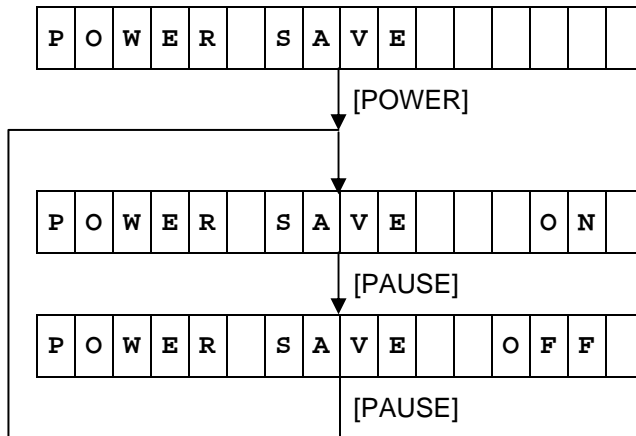 POWER SAVE
[POWER]
POWER SAVE ON
[PAUSE]
POWER SAVE OFF
[PAUSE]